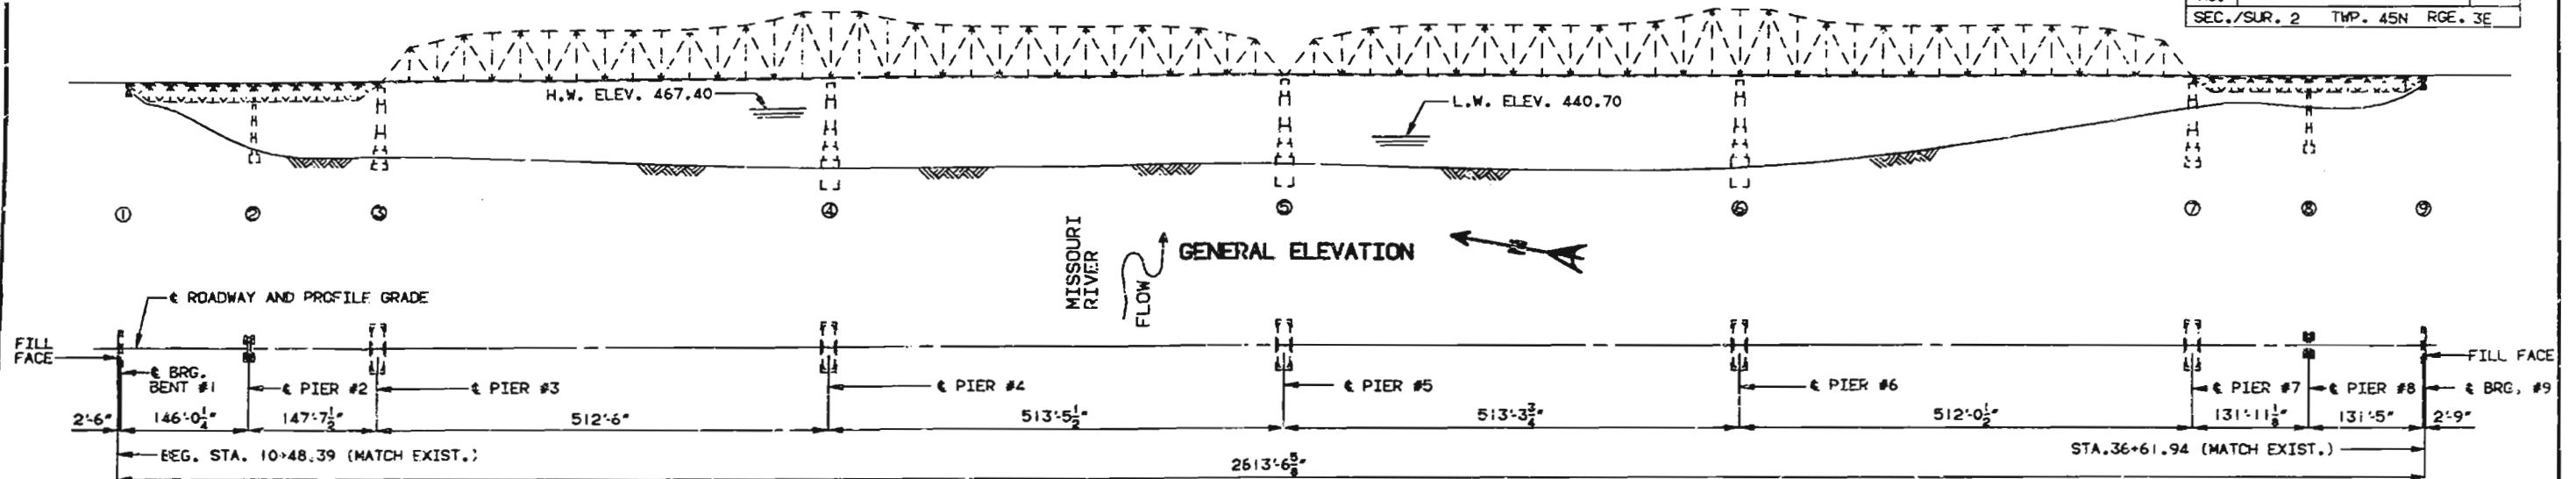 SEC./SUR. 2 TWP. 45N RGE. 3E
H.W. ELEV. 467.40
L.W. ELEV. 440.70
① ② ③ ④ ⑤ ⑥ ⑦ ⑧ ⑨
MISSOURI
RIVER
FLOW
GENERAL ELEVATION
N
℄ ROADWAY AND PROFILE GRADE
FILL
FACE
FILL FACE
℄ BRG.
BENT #1
℄ PIER #2
℄ PIER #3
℄ PIER #4
℄ PIER #5
℄ PIER #6
℄ PIER #7
℄ PIER #8
℄ BRG. #9
2'-6" 146'-0¼" 147'-7½" 512'-6" 513'-5½" 513'-3¾" 512'-0½" 131'-11⅛" 131'-5" 2'-9"
BEG. STA. 10+48.39 (MATCH EXIST.)
STA.36+61.94 (MATCH EXIST.)
2613'-6⅝"